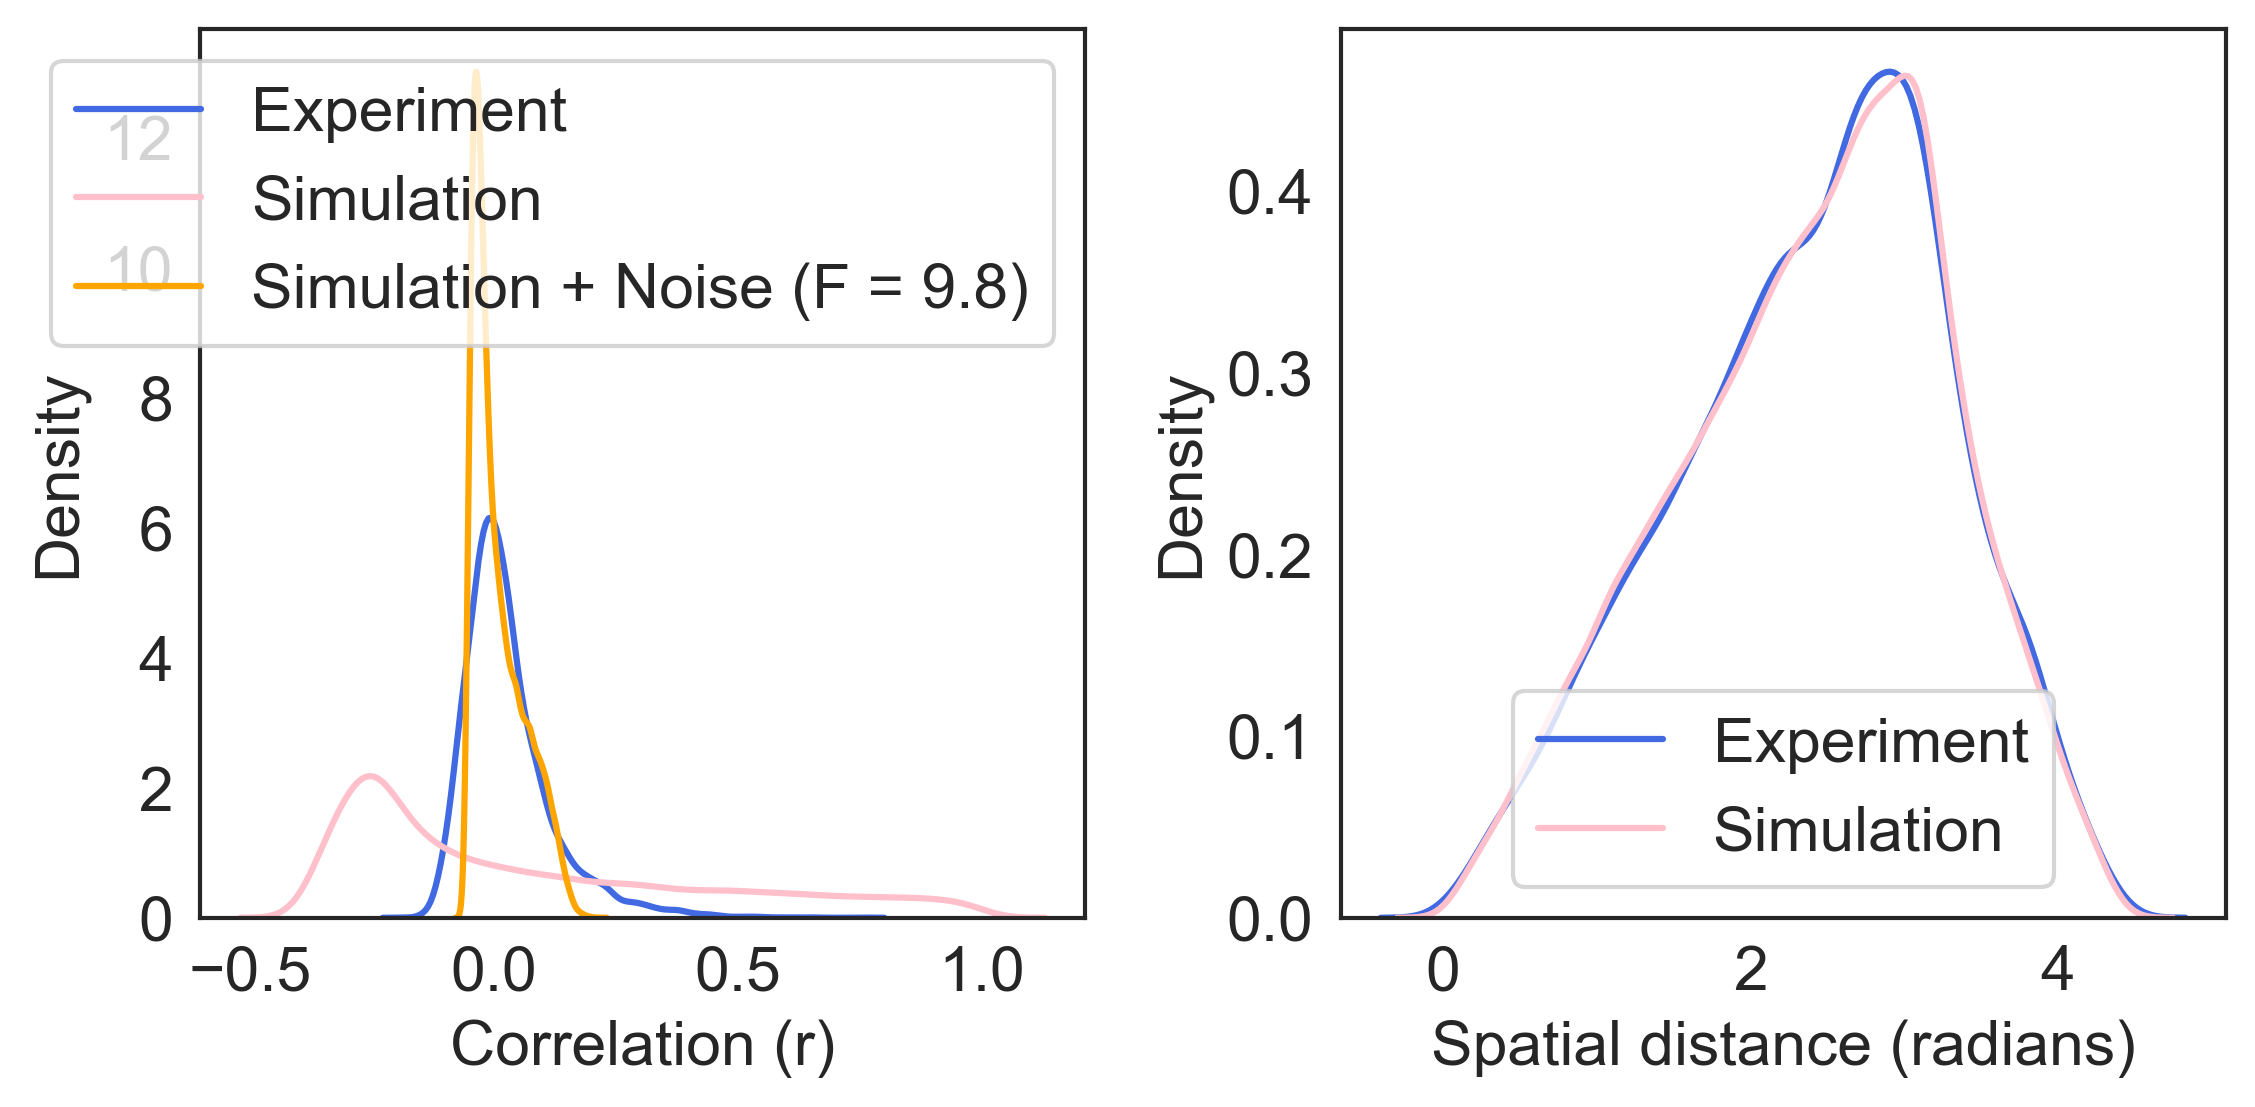 Experiment
Simulation
Simulation + Noise (F = 9.8)
12
10
8
6
4
2
0
Density
−0.5 0.0 0.5 1.0
Correlation (r)
0.4
0.3
0.2
0.1
0.0
Density
Experiment
Simulation
0 2 4
Spatial distance (radians)